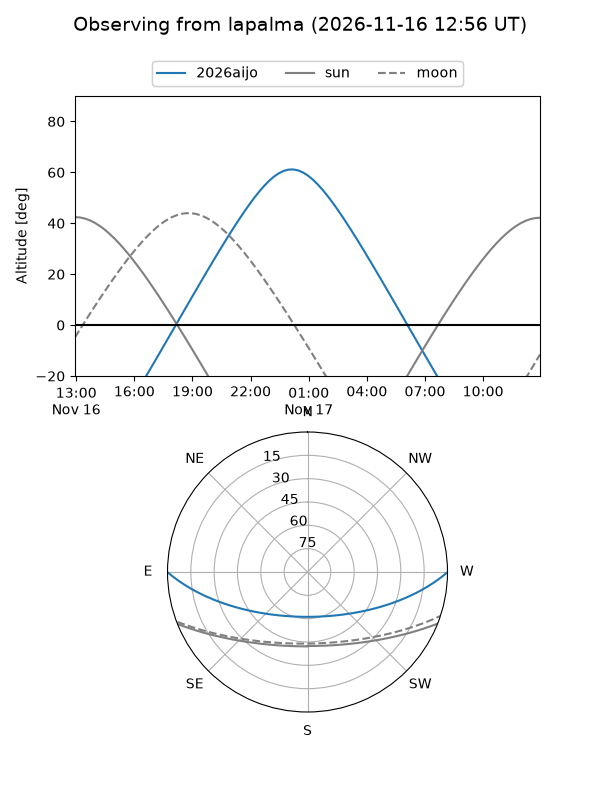 Observing from lapalma (2026-11-16 12:56 UT)
2026aijo sun moon
Altitude [deg]
80
60
40
20
0
−20
13:00 16:00 19:00 22:00 01:00 04:00 07:00 10:00
Nov 16 Nov 17
N
NE NW
15
30
45
60
75
E W
SE SW
S